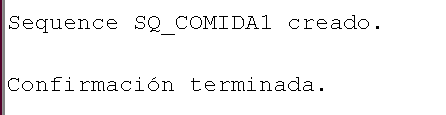 Sequence SQ_COMIDA1 creado.
Confirmación terminada.